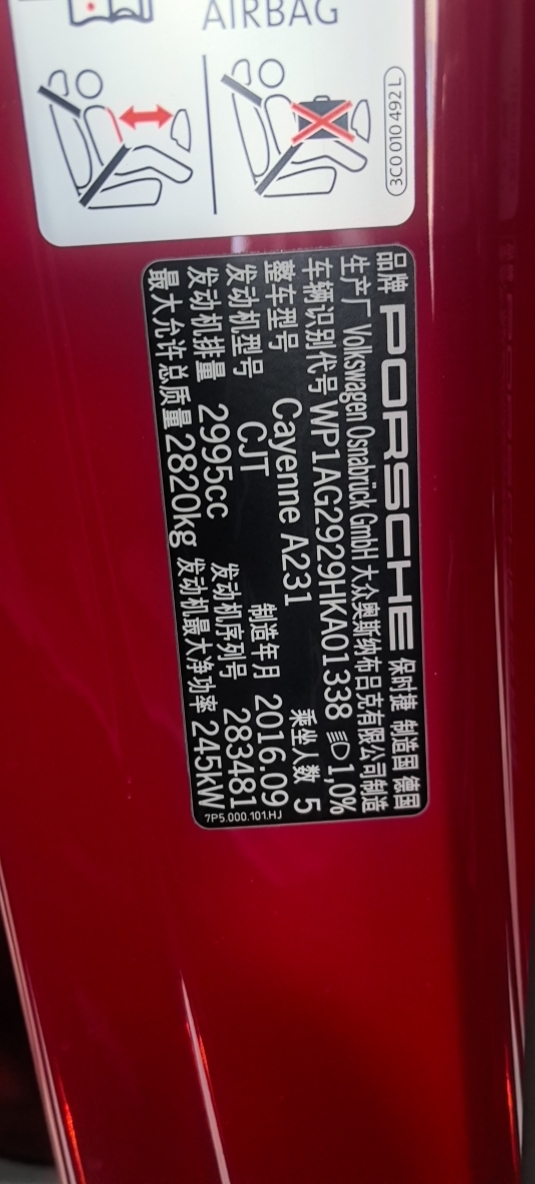 AIRBAG
3C0 010 492 L
品牌 PORSCHE 保时捷 制造国 德国
生产厂 Volkswagen Osnabrück GmbH 大众奥斯纳布吕克有限公司制造
车辆识别代号 WP1AG2929HKA01338 1,0%
整车型号 Cayenne A231 乘坐人数 5
发动机型号 CJT 制造年月 2016.09
发动机排量 2995cc 发动机序列号 283481
最大允许总质量 2820kg 发动机最大净功率 245kW
7P5.000.101.HJ